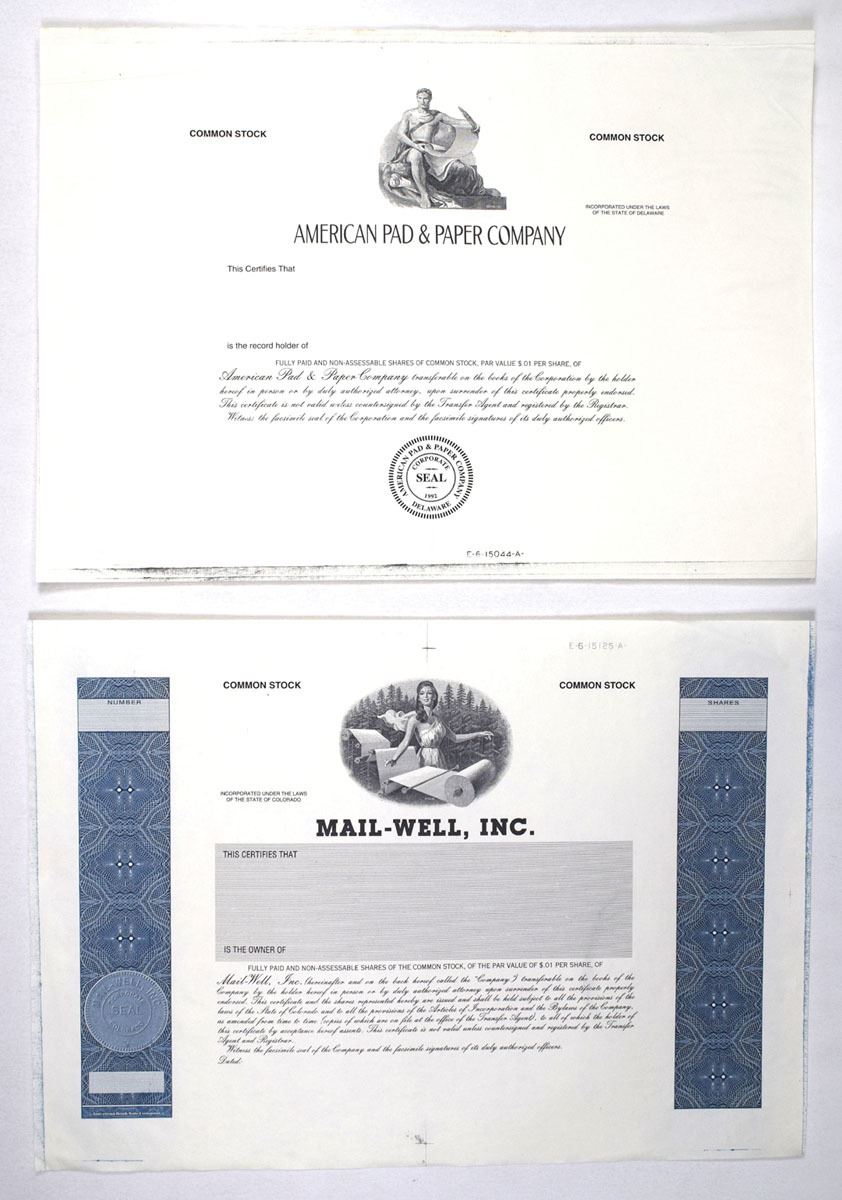 COMMON STOCK
COMMON STOCK
INCORPORATED UNDER THE LAWS
OF THE STATE OF DELAWARE
AMERICAN PAD & PAPER COMPANY
This Certifies That
is the record holder of
FULLY PAID AND NON-ASSESSABLE SHARES OF COMMON STOCK, PAR VALUE $.01 PER SHARE, OF
American Pad & Paper Company transferable on the books of the Corporation by the holder
hereof in person or by duly authorized attorney, upon surrender of this certificate properly endorsed.
This certificate is not valid unless countersigned by the Transfer Agent and registered by the Registrar.
Witness the facsimile seal of the Corporation and the facsimile signatures of its duly authorized officers.
AMERICAN PAD & PAPER COMPANY
CORPORATE
SEAL
1992
DELAWARE
E-6-15044-A-
E-6-15125-A-
NUMBER
COMMON STOCK
COMMON STOCK
SHARES
INCORPORATED UNDER THE LAWS
OF THE STATE OF COLORADO
MAIL-WELL, INC.
THIS CERTIFIES THAT
IS THE OWNER OF
FULLY PAID AND NON-ASSESSABLE SHARES OF THE COMMON STOCK, OF THE PAR VALUE OF $.01 PER SHARE, OF
Mail-Well, Inc. (hereinafter and on the back hereof called the "Company") transferable on the books of the
Company by the holder hereof in person or by duly authorized attorney upon surrender of this certificate properly
endorsed. This certificate and the shares represented hereby are issued and shall be held subject to all the provisions of the
laws of the State of Colorado and to all the provisions of the Articles of Incorporation and the Bylaws of the Company,
as amended from time to time (copies of which are on file at the office of the Transfer Agent), to all of which the holder of
this certificate by acceptance hereof assents. This certificate is not valid unless countersigned and registered by the Transfer
Agent and Registrar.
Witness the facsimile seal of the Company and the facsimile signatures of its duly authorized officers.
Dated:
SEAL